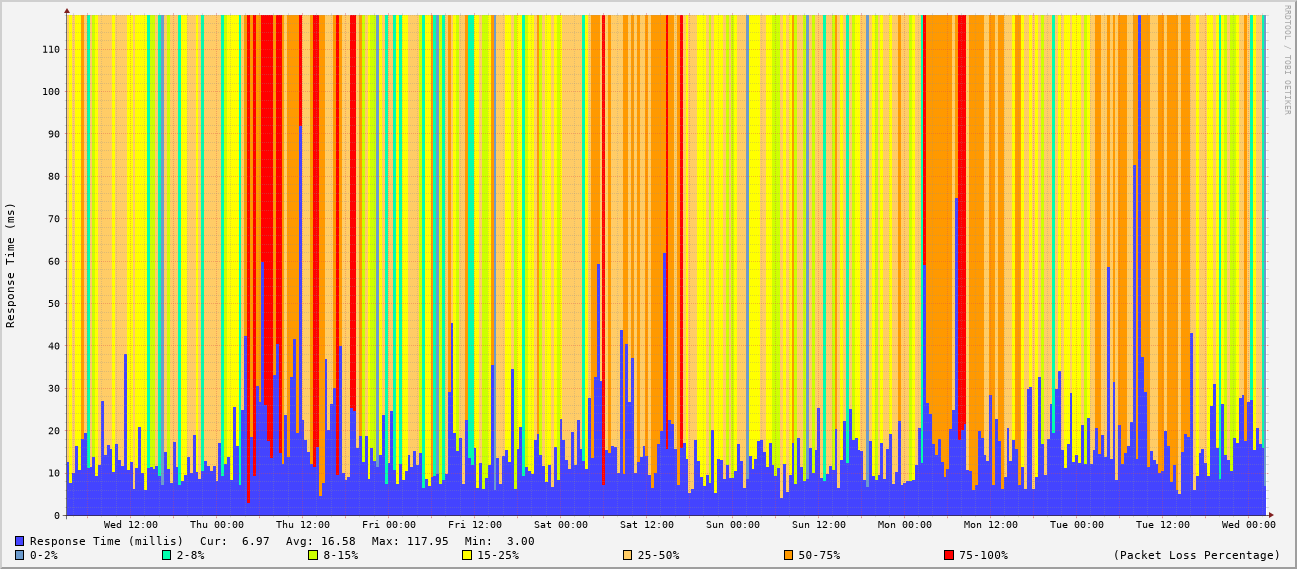 RRDTOOL / TOBI OETIKER
Response Time (ms)
110
100
90
80
70
60
50
40
30
20
10
0
Wed 12:00 Thu 00:00 Thu 12:00 Fri 00:00 Fri 12:00 Sat 00:00 Sat 12:00 Sun 00:00 Sun 12:00 Mon 00:00 Mon 12:00 Tue 00:00 Tue 12:00 Wed 00:00
Response Time (millis) Cur: 6.97 Avg: 16.58 Max: 117.95 Min: 3.00
0-2% 2-8% 8-15% 15-25% 25-50% 50-75% 75-100% (Packet Loss Percentage)